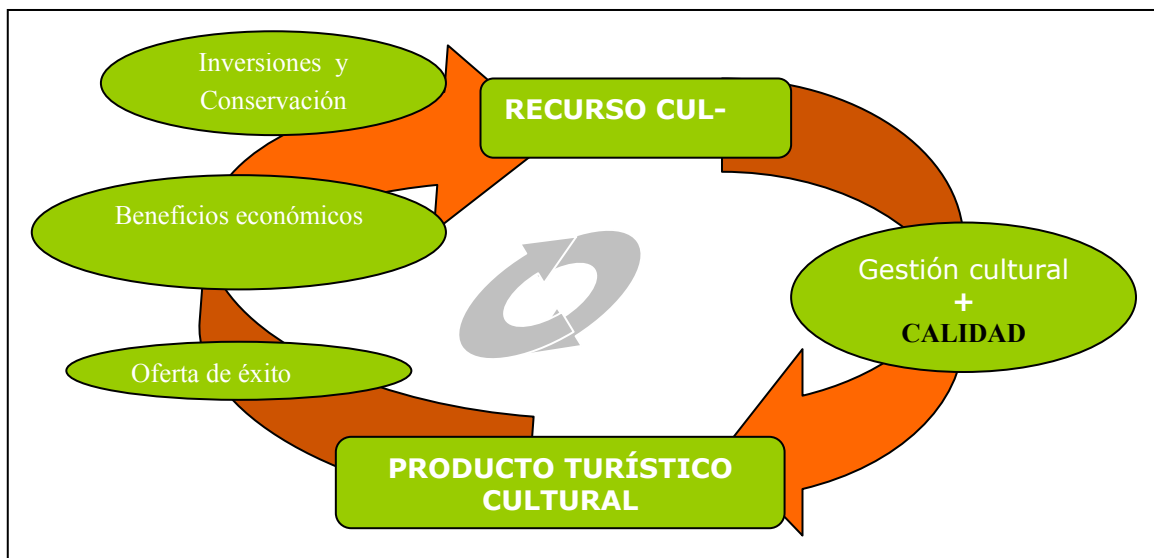 Inversiones y
Conservación
RECURSO CUL-
Beneficios económicos
Gestión cultural
+
CALIDAD
Oferta de éxito
PRODUCTO TURÍSTICO
CULTURAL